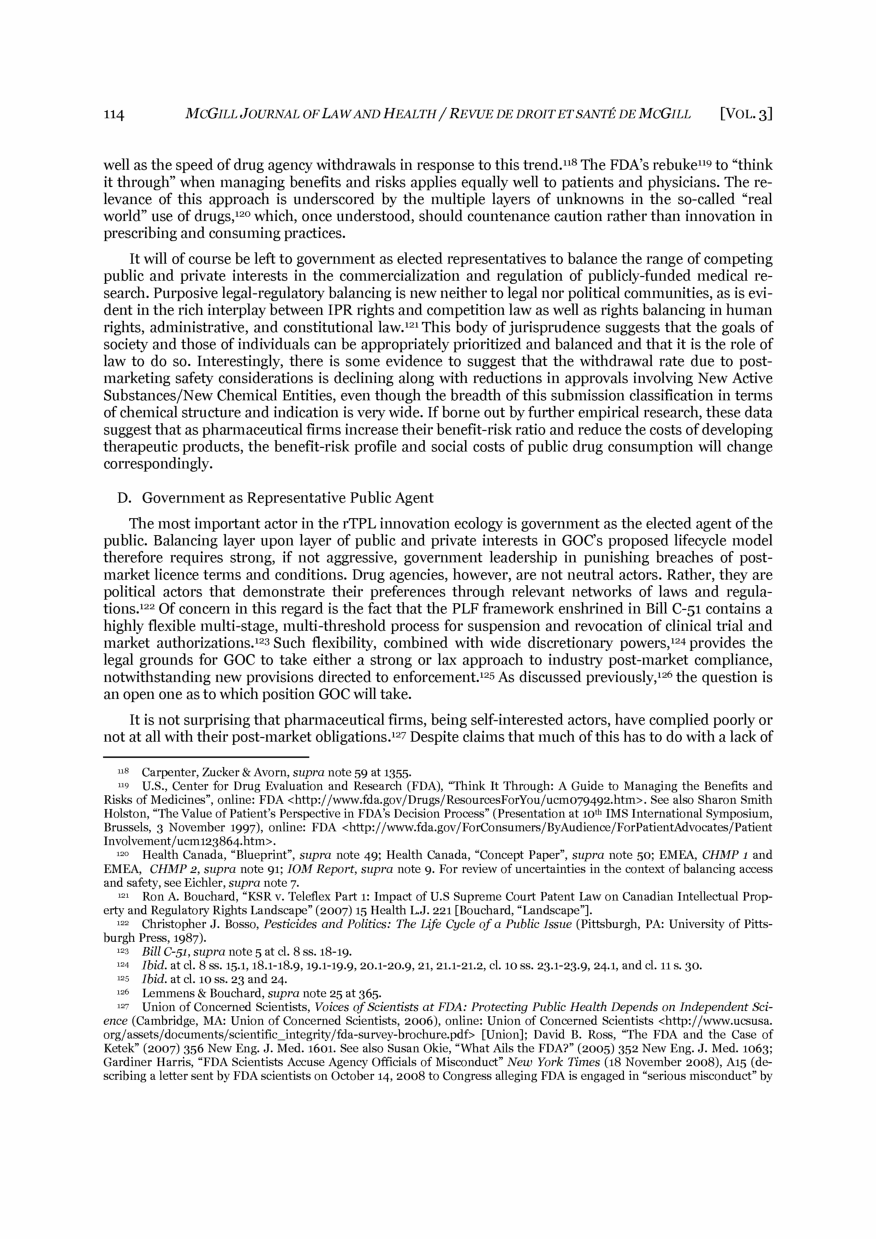 114 MCGILL JOURNAL OF LAW AND HEALTH / REVUE DE DROIT ET SANTÉ DE MCGILL [VOL. 3]
well as the speed of drug agency withdrawals in response to this trend.118 The FDA’s rebuke119 to “think
it through” when managing benefits and risks applies equally well to patients and physicians. The re-
levance of this approach is underscored by the multiple layers of unknowns in the so-called “real
world” use of drugs,120 which, once understood, should countenance caution rather than innovation in
prescribing and consuming practices.
It will of course be left to government as elected representatives to balance the range of competing
public and private interests in the commercialization and regulation of publicly-funded medical re-
search. Purposive legal-regulatory balancing is new neither to legal nor political communities, as is evi-
dent in the rich interplay between IPR rights and competition law as well as rights balancing in human
rights, administrative, and constitutional law.121 This body of jurisprudence suggests that the goals of
society and those of individuals can be appropriately prioritized and balanced and that it is the role of
law to do so. Interestingly, there is some evidence to suggest that the withdrawal rate due to post-
marketing safety considerations is declining along with reductions in approvals involving New Active
Substances/New Chemical Entities, even though the breadth of this submission classification in terms
of chemical structure and indication is very wide. If borne out by further empirical research, these data
suggest that as pharmaceutical firms increase their benefit-risk ratio and reduce the costs of developing
therapeutic products, the benefit-risk profile and social costs of public drug consumption will change
correspondingly.
D. Government as Representative Public Agent
The most important actor in the rTPL innovation ecology is government as the elected agent of the
public. Balancing layer upon layer of public and private interests in GOC’s proposed lifecycle model
therefore requires strong, if not aggressive, government leadership in punishing breaches of post-
market licence terms and conditions. Drug agencies, however, are not neutral actors. Rather, they are
political actors that demonstrate their preferences through relevant networks of laws and regula-
tions.122 Of concern in this regard is the fact that the PLF framework enshrined in Bill C-51 contains a
highly flexible multi-stage, multi-threshold process for suspension and revocation of clinical trial and
market authorizations.123 Such flexibility, combined with wide discretionary powers,124 provides the
legal grounds for GOC to take either a strong or lax approach to industry post-market compliance,
notwithstanding new provisions directed to enforcement.125 As discussed previously,126 the question is
an open one as to which position GOC will take.
It is not surprising that pharmaceutical firms, being self-interested actors, have complied poorly or
not at all with their post-market obligations.127 Despite claims that much of this has to do with a lack of
118 Carpenter, Zucker & Avorn, supra note 59 at 1355.
119 U.S., Center for Drug Evaluation and Research (FDA), “Think It Through: A Guide to Managing the Benefits and
Risks of Medicines”, online: FDA <http://www.fda.gov/Drugs/ResourcesForYou/ucm079492.htm>. See also Sharon Smith
Holston, “The Value of Patient’s Perspective in FDA’s Decision Process” (Presentation at 10th IMS International Symposium,
Brussels, 3 November 1997), online: FDA <http://www.fda.gov/ForConsumers/ByAudience/ForPatientAdvocates/Patient
Involvement/ucm123864.htm>.
120 Health Canada, “Blueprint”, supra note 49; Health Canada, “Concept Paper”, supra note 50; EMEA, CHMP 1 and
EMEA, CHMP 2, supra note 91; IOM Report, supra note 9. For review of uncertainties in the context of balancing access
and safety, see Eichler, supra note 7.
121 Ron A. Bouchard, “KSR v. Teleflex Part 1: Impact of U.S Supreme Court Patent Law on Canadian Intellectual Prop-
erty and Regulatory Rights Landscape” (2007) 15 Health L.J. 221 [Bouchard, “Landscape”].
122 Christopher J. Bosso, Pesticides and Politics: The Life Cycle of a Public Issue (Pittsburgh, PA: University of Pitts-
burgh Press, 1987).
123 Bill C-51, supra note 5 at cl. 8 ss. 18-19.
124 Ibid. at cl. 8 ss. 15.1, 18.1-18.9, 19.1-19.9, 20.1-20.9, 21, 21.1-21.2, cl. 10 ss. 23.1-23.9, 24.1, and cl. 11 s. 30.
125 Ibid. at cl. 10 ss. 23 and 24.
126 Lemmens & Bouchard, supra note 25 at 365.
127 Union of Concerned Scientists, Voices of Scientists at FDA: Protecting Public Health Depends on Independent Sci-
ence (Cambridge, MA: Union of Concerned Scientists, 2006), online: Union of Concerned Scientists <http://www.ucsusa.
org/assets/documents/scientific_integrity/fda-survey-brochure.pdf> [Union]; David B. Ross, “The FDA and the Case of
Ketek” (2007) 356 New Eng. J. Med. 1601. See also Susan Okie, “What Ails the FDA?” (2005) 352 New Eng. J. Med. 1063;
Gardiner Harris, “FDA Scientists Accuse Agency Officials of Misconduct” New York Times (18 November 2008), A15 (de-
scribing a letter sent by FDA scientists on October 14, 2008 to Congress alleging FDA is engaged in “serious misconduct” by